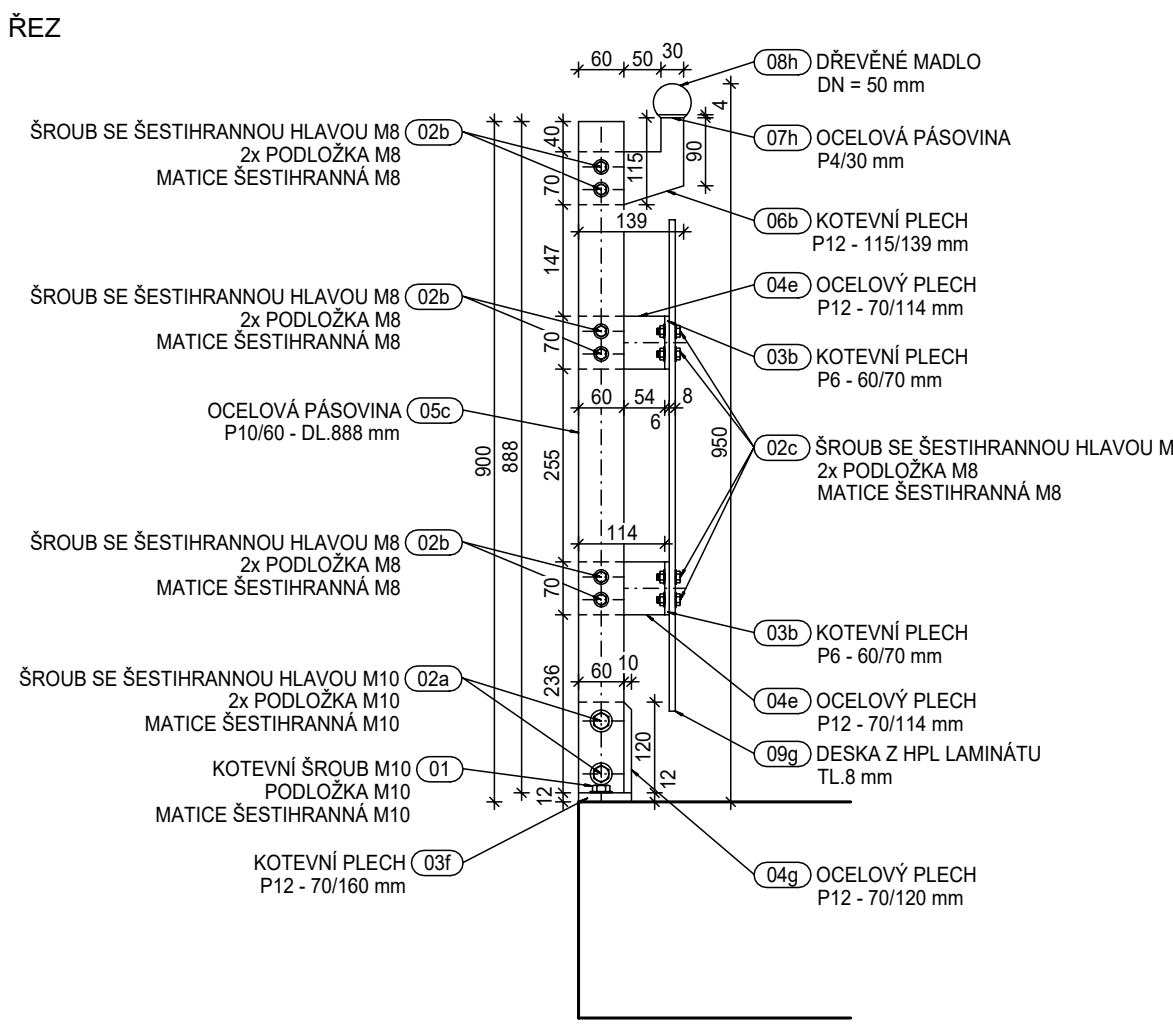 ŘEZ
60 50 30
08h DŘEVĚNÉ MADLO
DN = 50 mm
4
ŠROUB SE ŠESTIHRANNOU HLAVOU M8 02b
2x PODLOŽKA M8
MATICE ŠESTIHRANNÁ M8
40
115
90
70
07h OCELOVÁ PÁSOVINA
P4/30 mm
139
06b KOTEVNÍ PLECH
P12 - 115/139 mm
147
04e OCELOVÝ PLECH
P12 - 70/114 mm
ŠROUB SE ŠESTIHRANNOU HLAVOU M8 02b
2x PODLOŽKA M8
MATICE ŠESTIHRANNÁ M8
70
03b KOTEVNÍ PLECH
P6 - 60/70 mm
OCELOVÁ PÁSOVINA 05c
P10/60 - DL.888 mm
60 54 8
6
900
888
255
950
02c ŠROUB SE ŠESTIHRANNOU HLAVOU M
2x PODLOŽKA M8
MATICE ŠESTIHRANNÁ M8
114
ŠROUB SE ŠESTIHRANNOU HLAVOU M8 02b
2x PODLOŽKA M8
MATICE ŠESTIHRANNÁ M8
70
03b KOTEVNÍ PLECH
P6 - 60/70 mm
236
60 10
ŠROUB SE ŠESTIHRANNOU HLAVOU M10 02a
2x PODLOŽKA M10
MATICE ŠESTIHRANNÁ M10
04e OCELOVÝ PLECH
P12 - 70/114 mm
120
09g DESKA Z HPL LAMINÁTU
TL.8 mm
KOTEVNÍ ŠROUB M10 01
PODLOŽKA M10
MATICE ŠESTIHRANNÁ M10
12
12
KOTEVNÍ PLECH 03f
P12 - 70/160 mm
04g OCELOVÝ PLECH
P12 - 70/120 mm